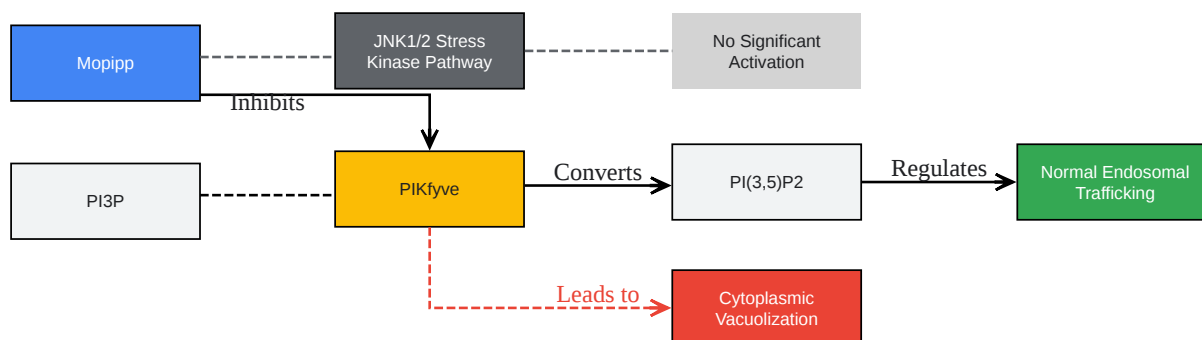 Mopipp
JNK1/2 Stress
Kinase Pathway
No Significant
Activation
Inhibits
PI3P
PIKfyve
Converts
PI(3,5)P2
Regulates
Normal Endosomal
Trafficking
Leads to
Cytoplasmic
Vacuolization